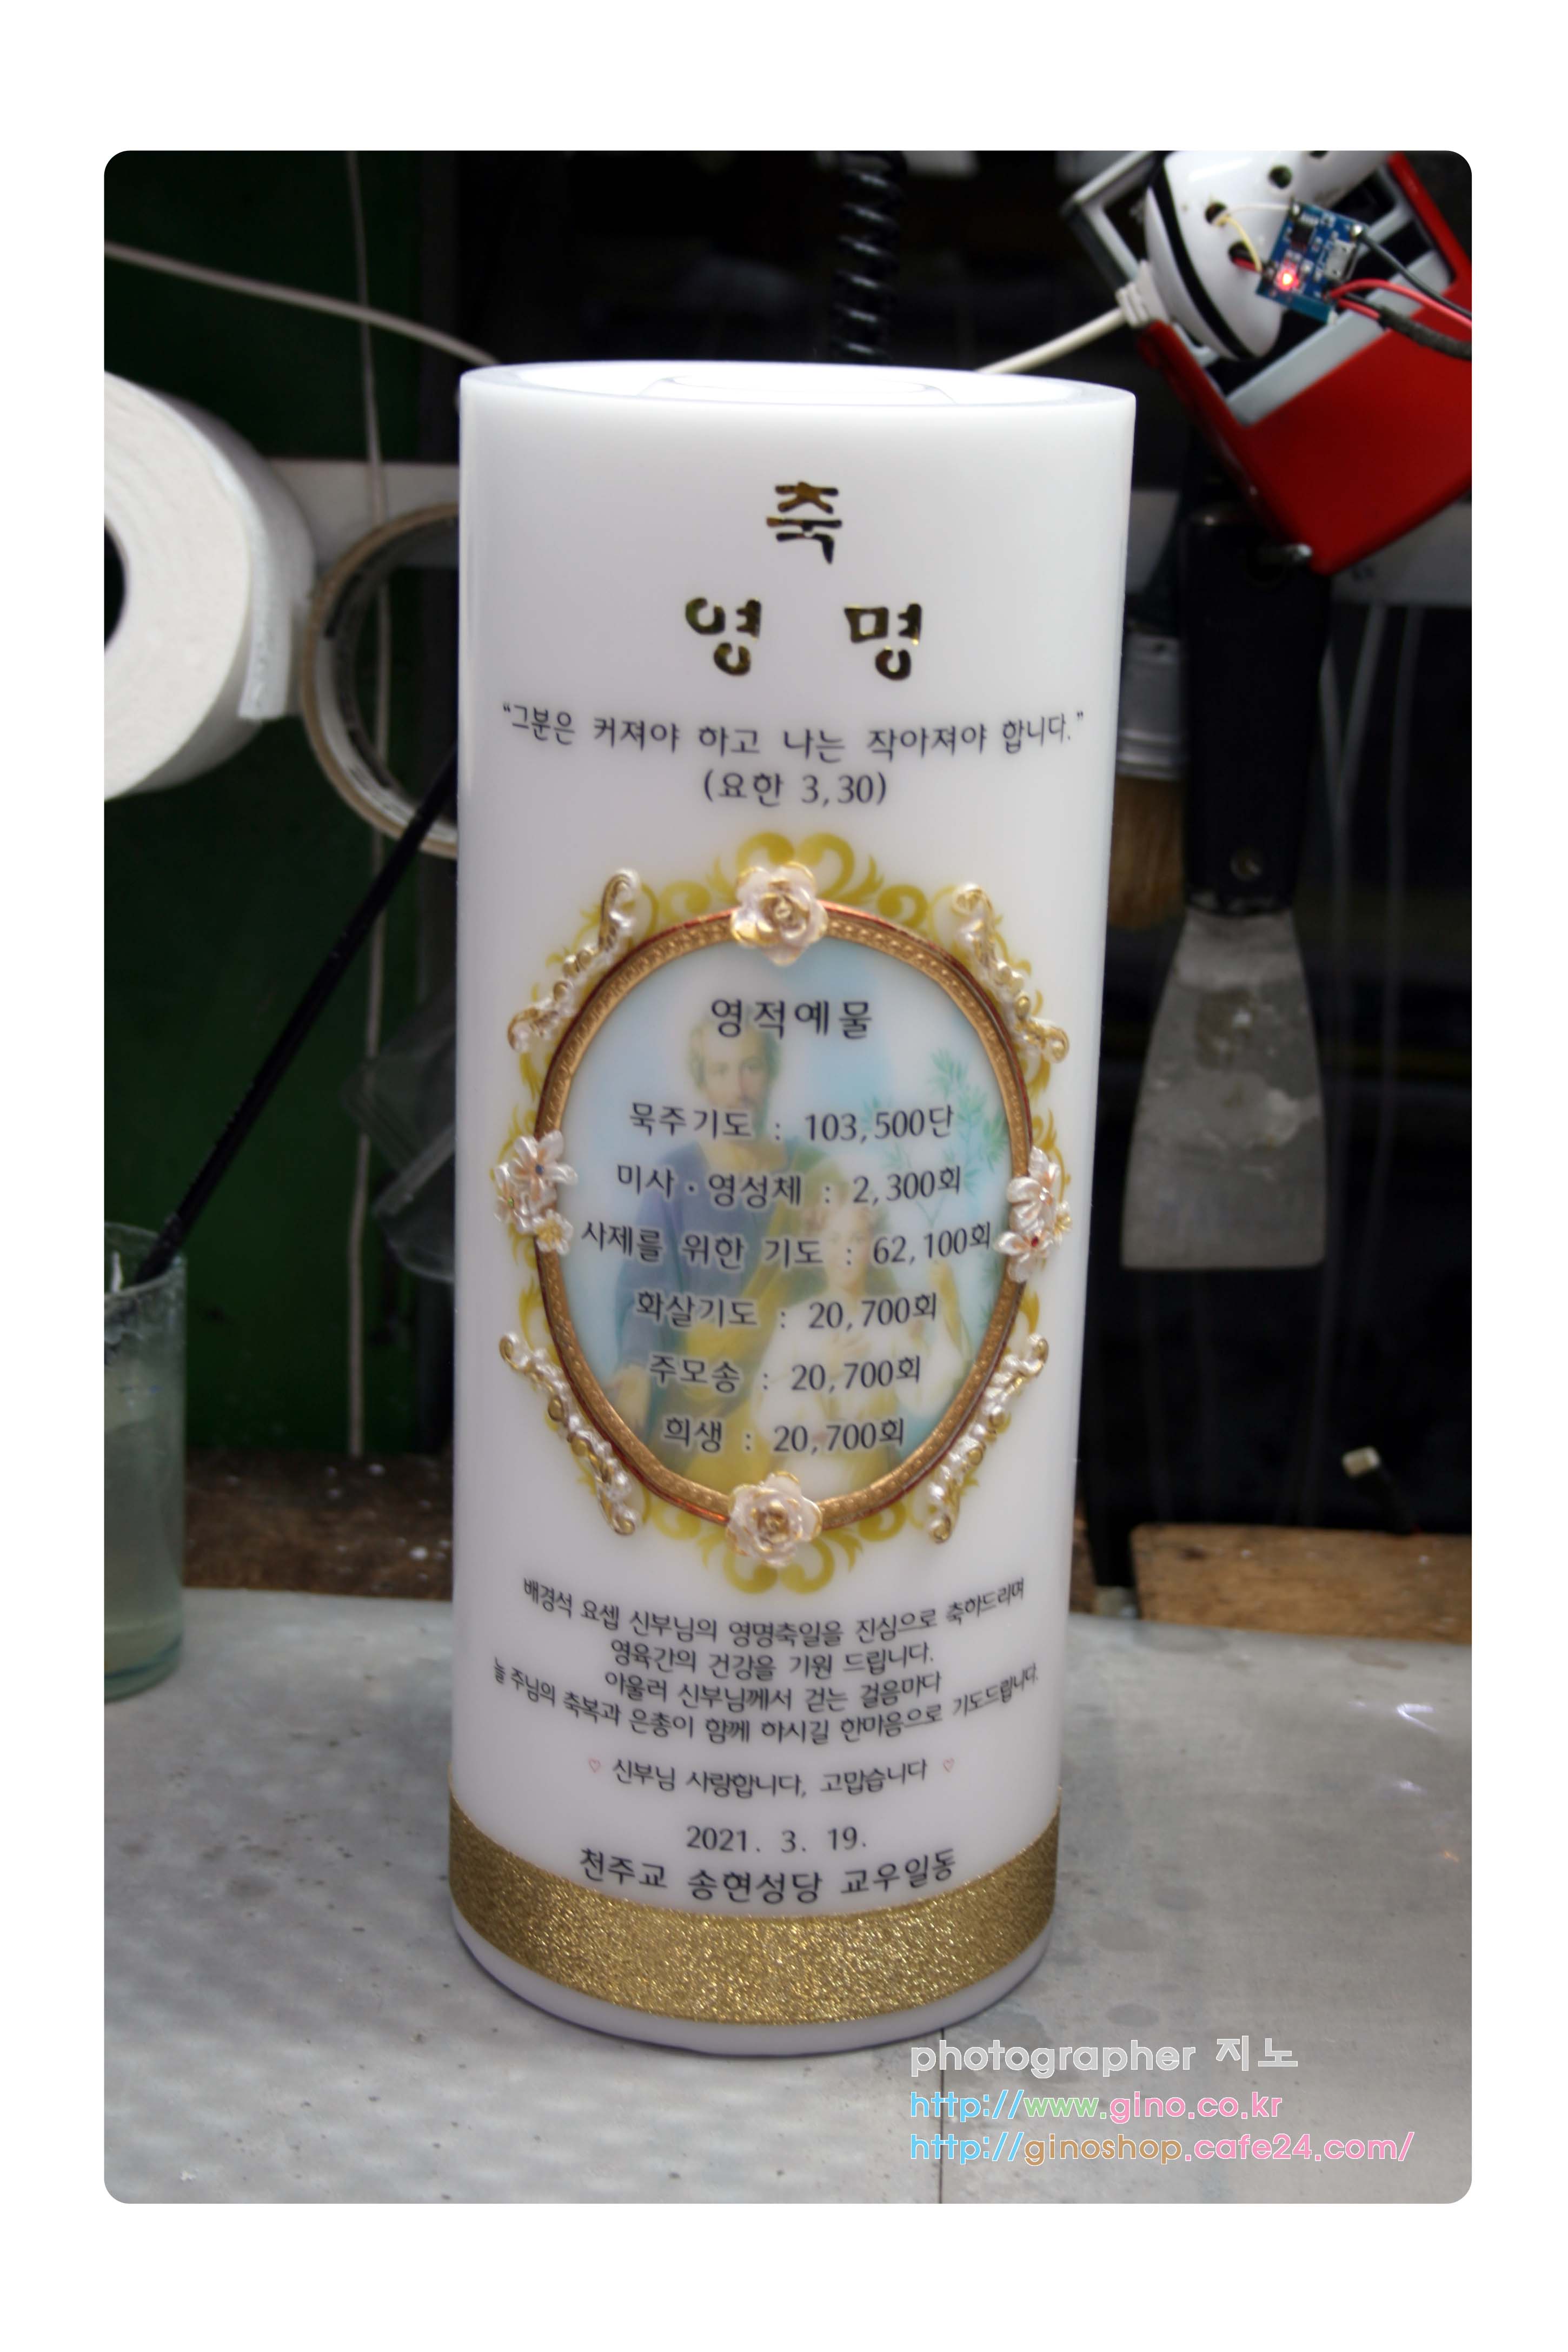 축
영 명
“그분은 커져야 하고 나는 작아져야 합니다.”
(요한 3,30)
영적예물
묵주기도 : 103,500단
미사·영성체 : 2,300회
사제를 위한 기도 : 62,100회
화살기도 : 20,700회
주모송 : 20,700회
희생 : 20,700회
배경석 요셉 신부님의 영명축일을 진심으로 축하드리며
영육간의 건강을 기원 드립니다.
아울러 신부님께서 걷는 걸음마다
늘 주님의 축복과 은총이 함께 하시길 한마음으로 기도드립니다.
♡ 신부님 사랑합니다, 고맙습니다 ♡
2021. 3. 19.
천주교 송현성당 교우일동
photographer 지노
http://www.gino.co.kr
http://ginoshop.cafe24.com/